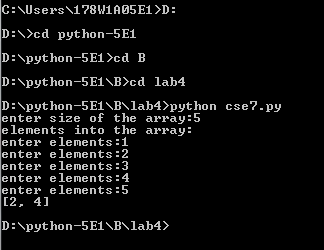 C:\Users\178W1A05E1>D:
D:\>cd python-5E1
D:\python-5E1>cd B
D:\python-5E1\B>cd lab4
D:\python-5E1\B\lab4>python cse7.py
enter size of the array:5
elements into the array:
enter elements:1
enter elements:2
enter elements:3
enter elements:4
enter elements:5
[2, 4]
D:\python-5E1\B\lab4>